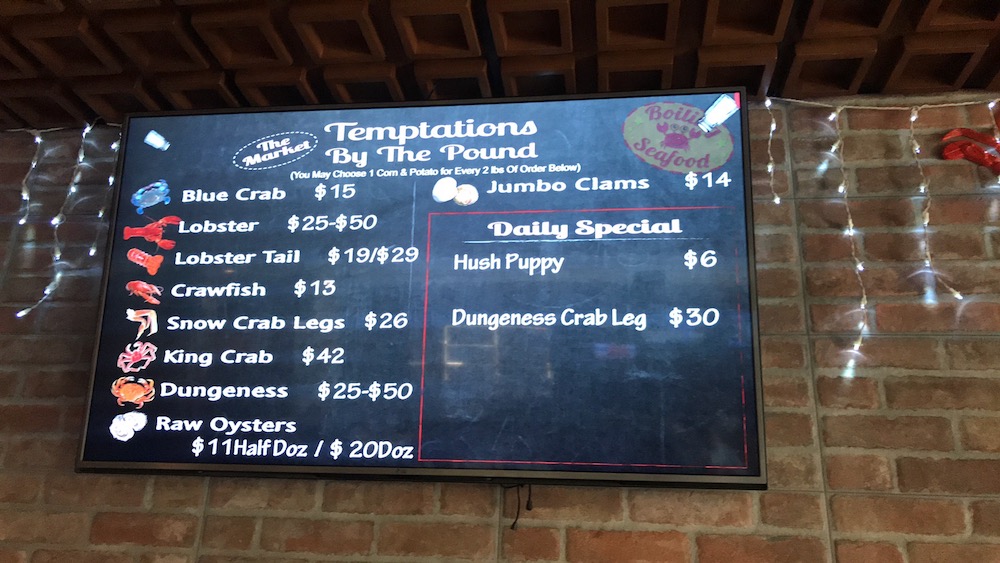 The Market
Temptations
By The Pound
(You May Choose 1 Corn & Potato for Every 2 lbs Of Order Below)
Blue Crab $15
Lobster $25-$50
Lobster Tail $19/$29
Crawfish $13
Snow Crab Legs $26
King Crab $42
Dungeness $25-$50
Raw Oysters
$11Half Doz / $ 20Doz
Seafood
Jumbo Clams $14
Daily Special
Hush Puppy $6
Dungeness Crab Leg $30